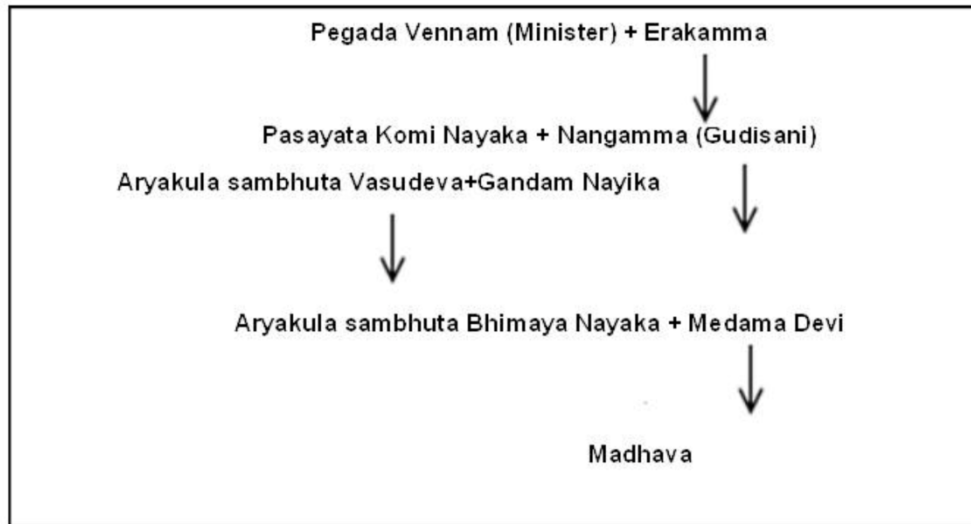 Pegada Vennam (Minister) + Erakamma
Pasayata Komi Nayaka + Nangamma (Gudisani)
Aryakula sambhuta Vasudeva+Gandam Nayika
Aryakula sambhuta Bhimaya Nayaka + Medama Devi
Madhava